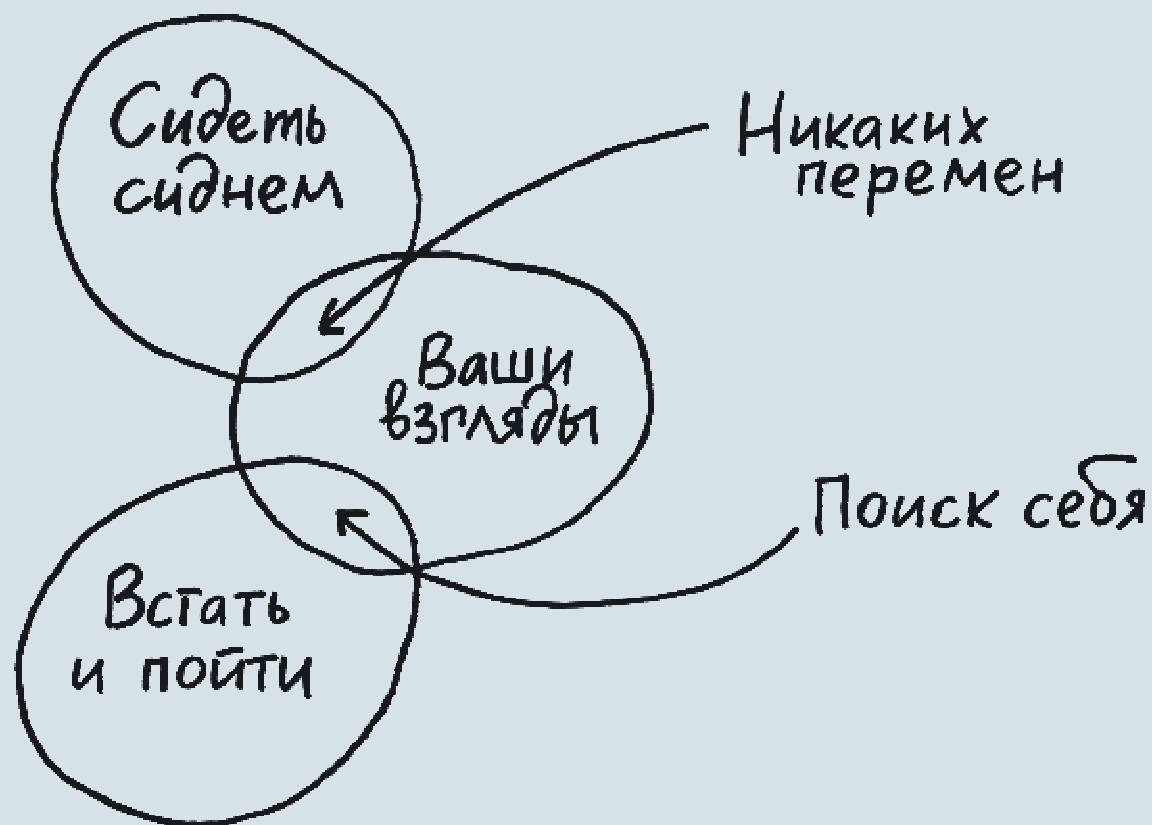 Сидеть
сиднем
Никаких
перемен
Ваши
взгляды
Поиск себя
Встать
и пойти